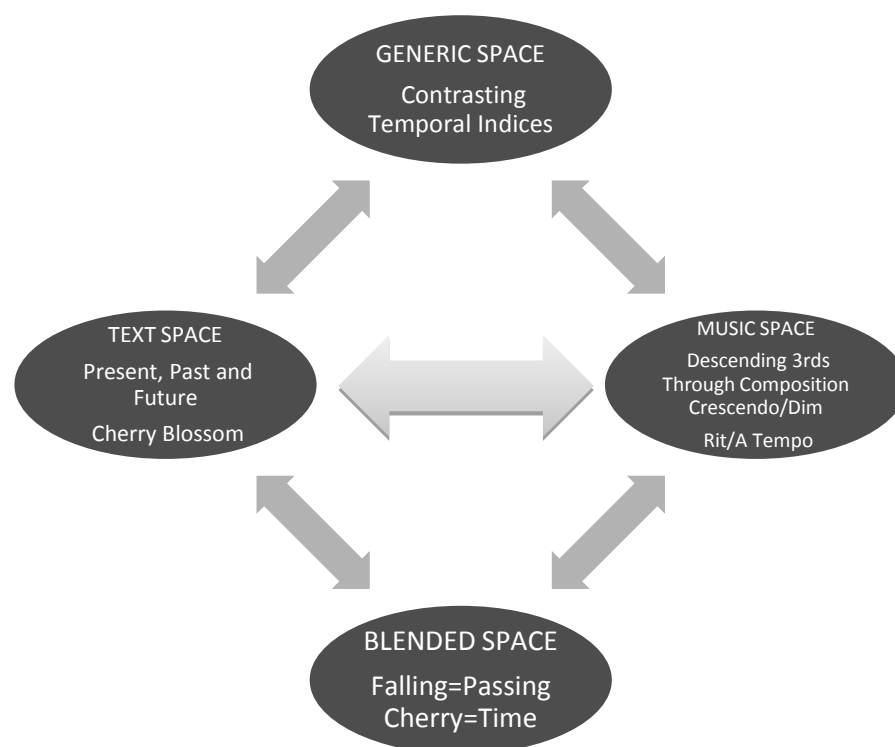 GENERIC SPACE
Contrasting
Temporal Indices
TEXT SPACE
Present, Past and
Future
Cherry Blossom
MUSIC SPACE
Descending 3rds
Through Composition
Crescendo/Dim
Rit/A Tempo
BLENDED SPACE
Falling=Passing
Cherry=Time